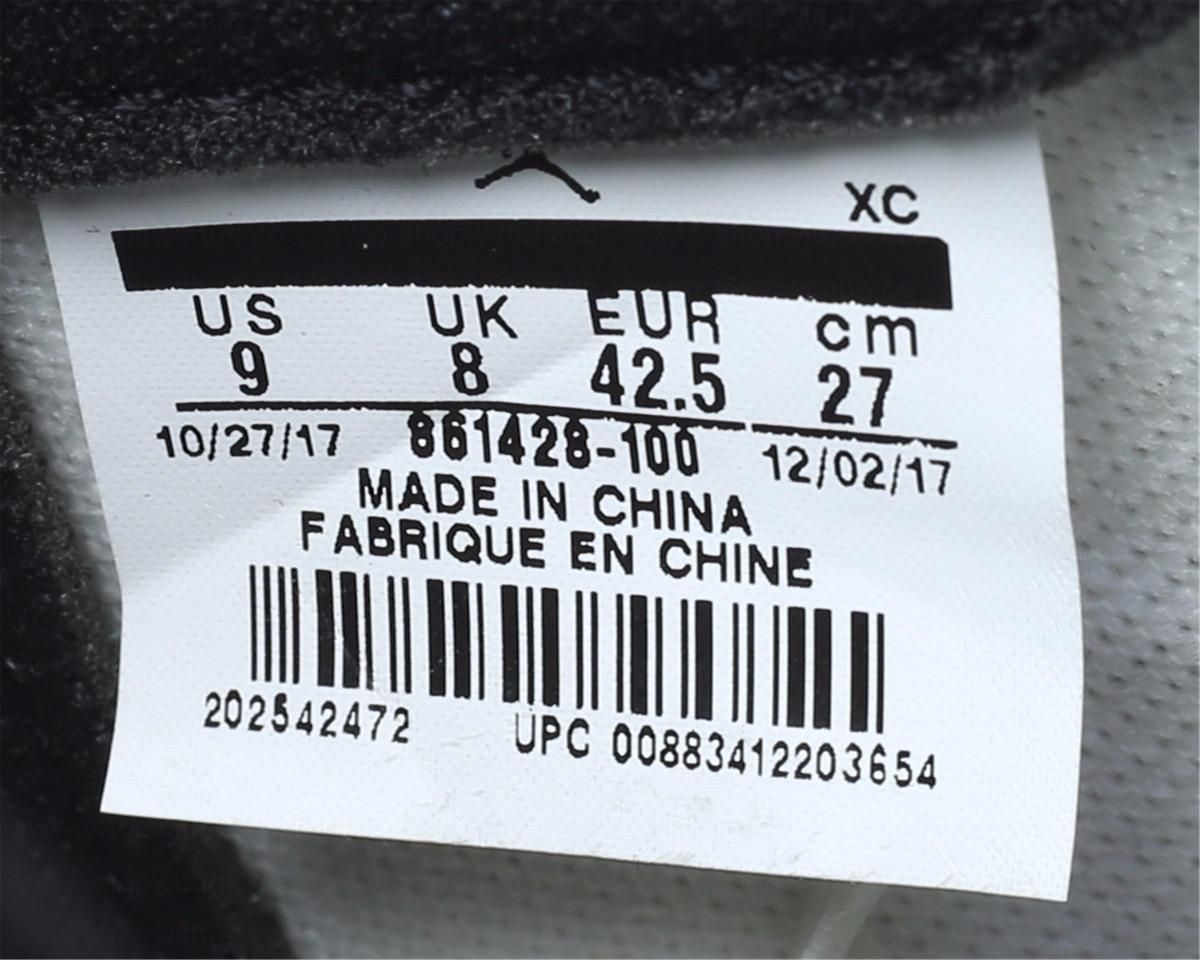 XC
US UK EUR cm
9 8 42.5 27
10/27/17 861428-100 12/02/17
MADE IN CHINA
FABRIQUE EN CHINE
202542472 UPC 00883412203654